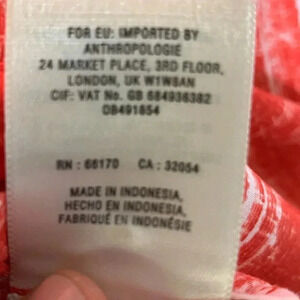 FOR EU: IMPORTED BY
ANTHROPOLOGIE
24 MARKET PLACE, 3RD FLOOR,
LONDON, UK W1W8AN
CIF: VAT No. GB 684936382
DB491854
RN : 66170 CA : 32054
MADE IN INDONESIA,
HECHO EN INDONESIA,
FABRIQUÉ EN INDONÉSIE